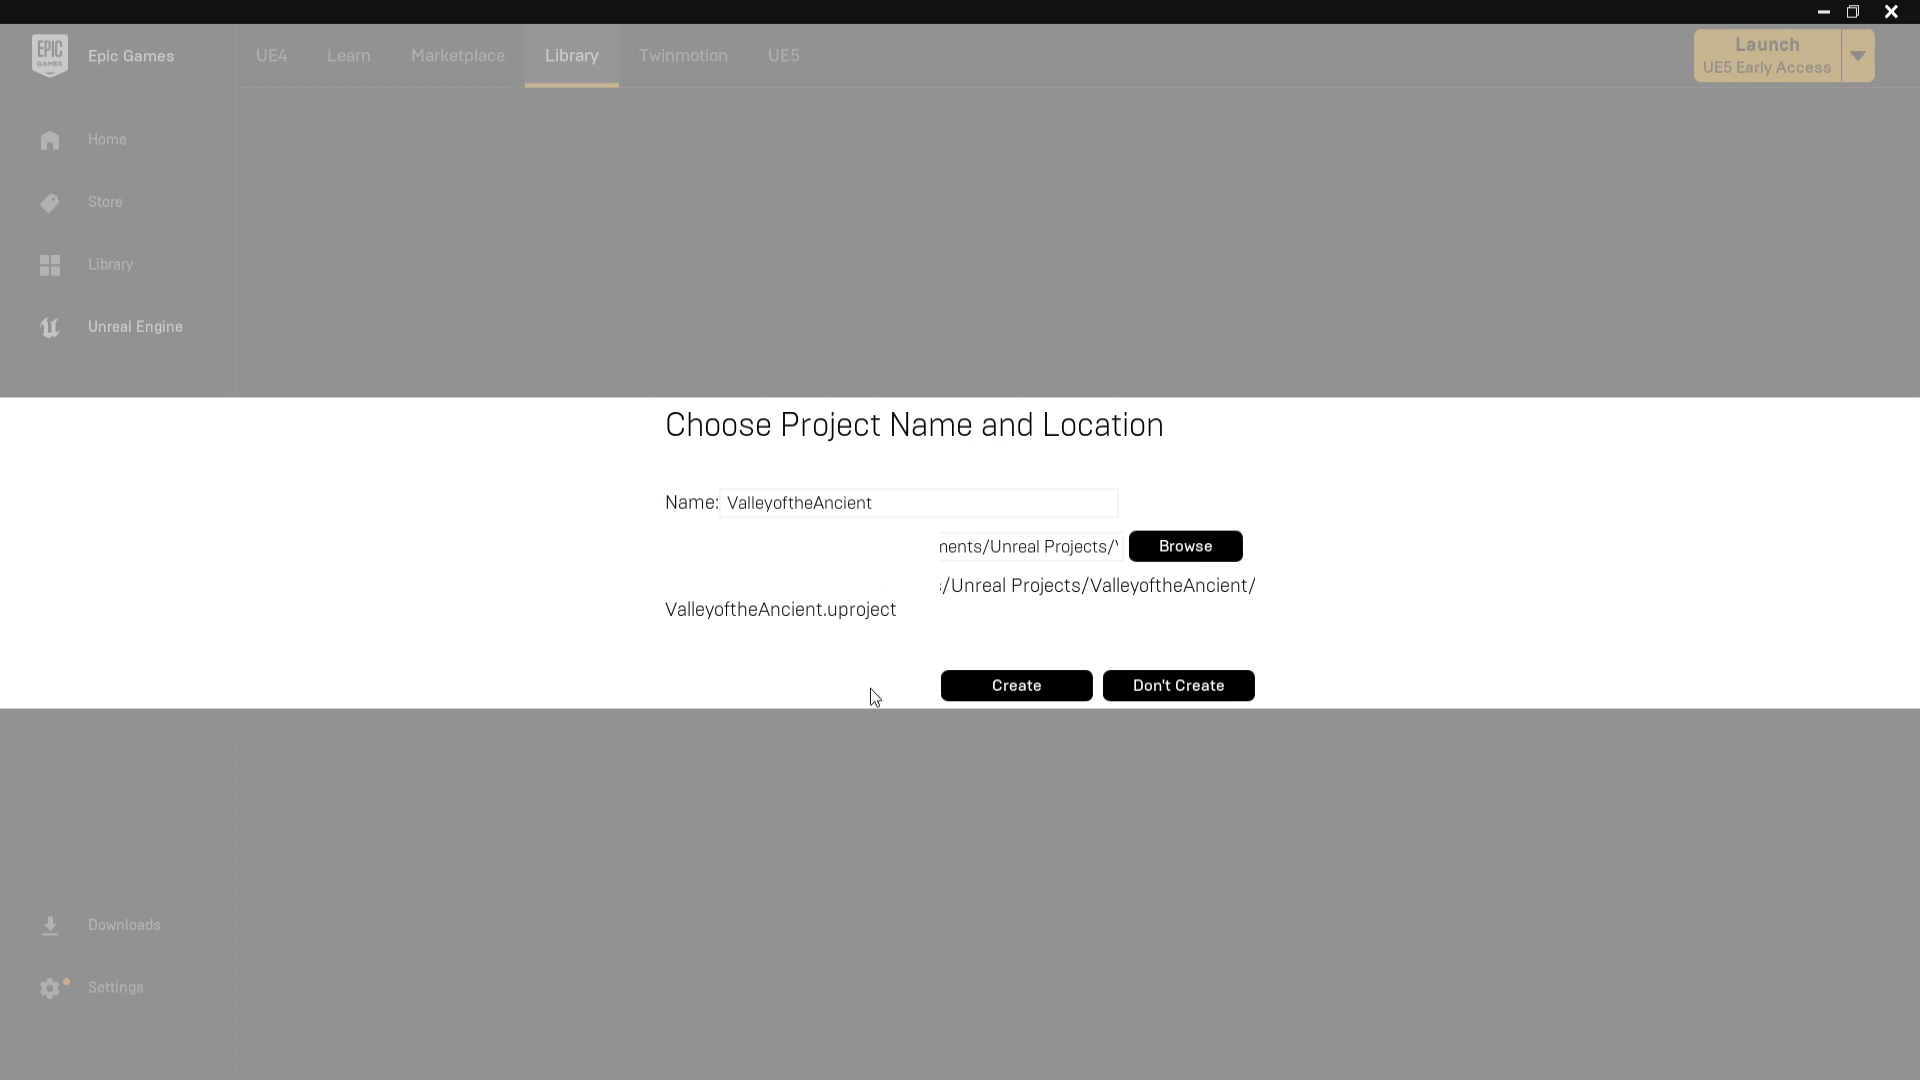 EPIC GAMES
Epic Games
UE4 Learn Marketplace Library Twinmotion UE5
Launch
UE5 Early Access
Home
Store
Library
Unreal Engine
Choose Project Name and Location
Name: ValleyoftheAncient
/Unreal Projects/ Browse
/Unreal Projects/ValleyoftheAncient/
ValleyoftheAncient.uproject
Create Don't Create
Downloads
Settings